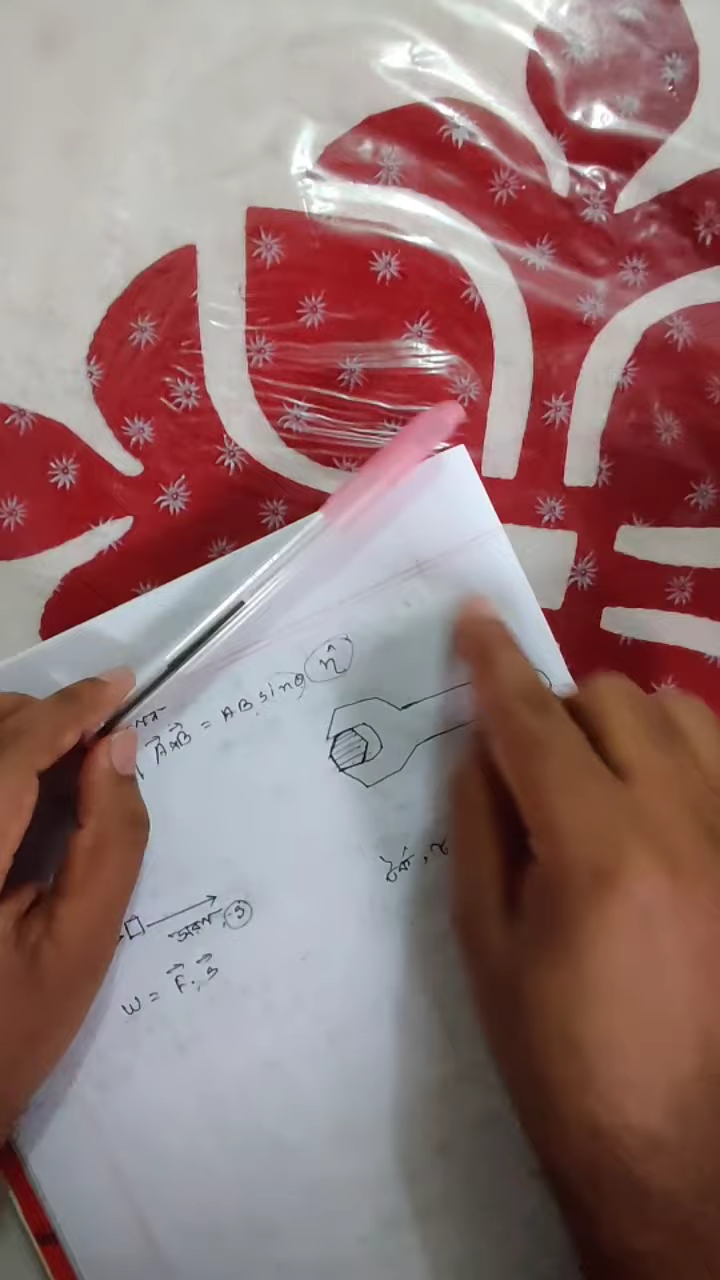 A⃗×B⃗ = AB sinθ n̂
টর্ক, τ
সরণ, s
W = F⃗.s⃗